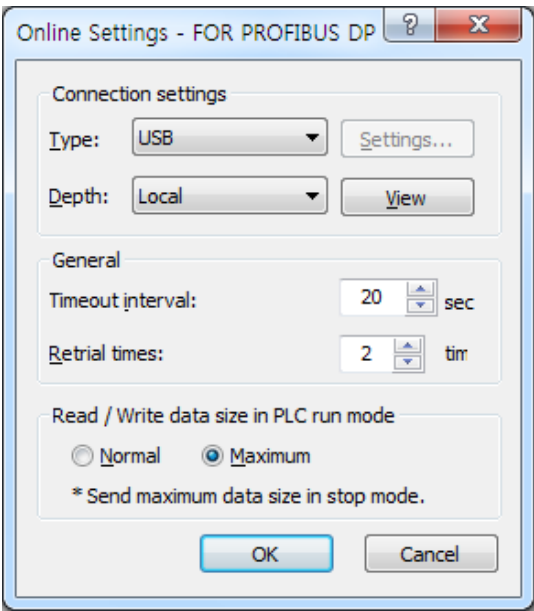 Online Settings - FOR PROFIBUS DP ? X
Connection settings
Type: USB Settings...
Depth: Local View
General
Timeout interval: 20 sec
Retrial times: 2 tim
Read / Write data size in PLC run mode
Normal Maximum
* Send maximum data size in stop mode.
OK Cancel